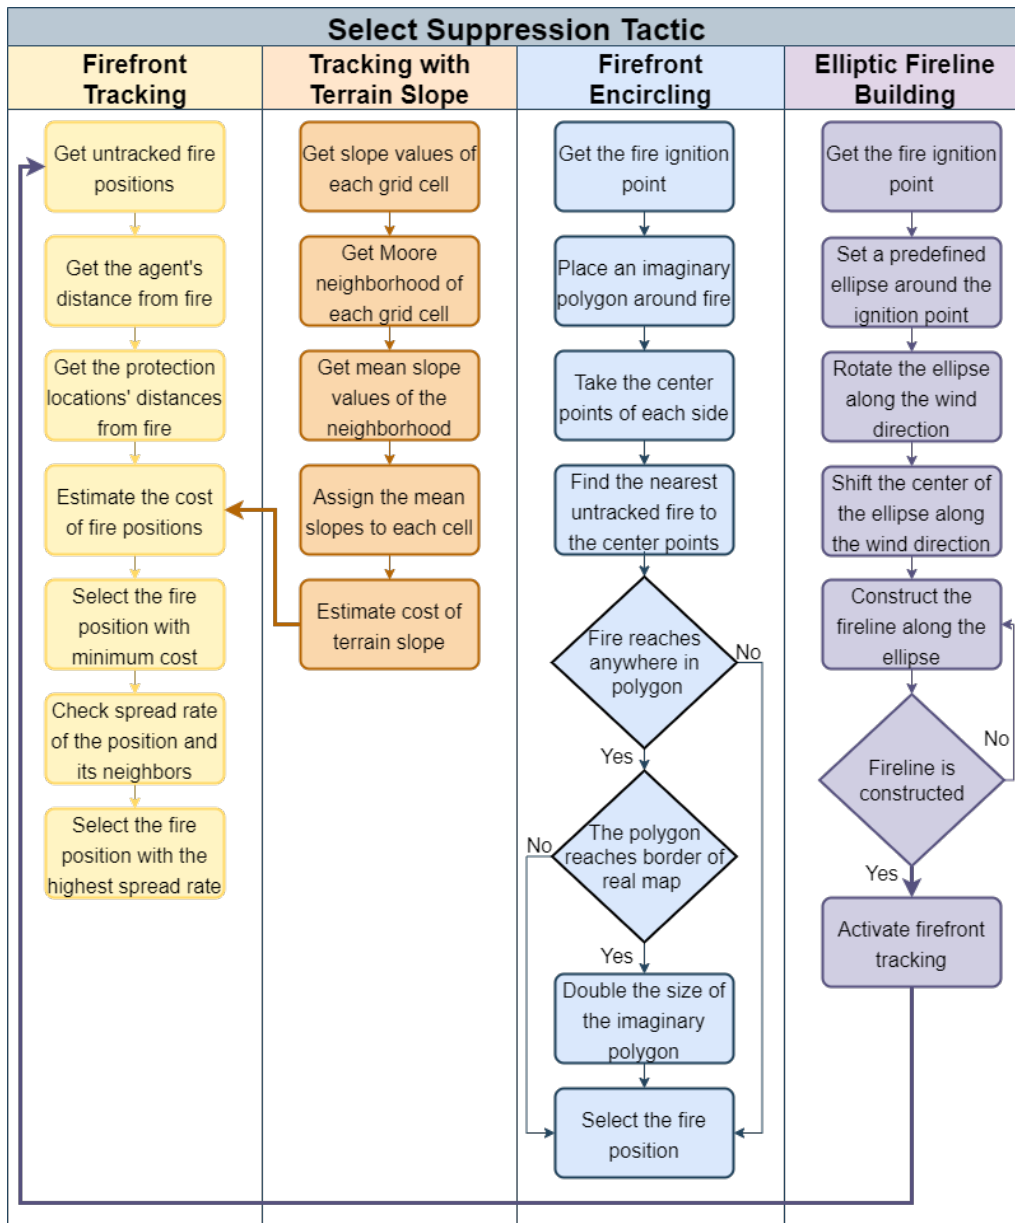 Select Suppression Tactic
Firefront
Tracking
Get untracked fire
positions
Get the agent's
distance from fire
Get the protection
locations' distances
from fire
Estimate the cost
of fire positions
Select the fire
position with
minimum cost
Check spread rate
of the position and
its neighbors
Select the fire
position with the
highest spread rate
Tracking with
Terrain Slope
Get slope values of
each grid cell
Get Moore
neighborhood of
each grid cell
Get mean slope
values of the
neighborhood
Assign the mean
slopes to each cell
Estimate cost of
terrain slope
Firefront
Encircling
Get the fire ignition
point
Place an imaginary
polygon around fire
Take the center
points of each side
Find the nearest
untracked fire to
the center points
Fire reaches
anywhere in
polygon
No
Yes
The polygon
reaches border of
real map
No
Yes
Double the size of
the imaginary
polygon
Select the fire
position
Elliptic Fireline
Building
Get the fire ignition
point
Set a predefined
ellipse around the
ignition point
Rotate the ellipse
along the wind
direction
Shift the center of
the ellipse along
the wind direction
Construct the
fireline along the
ellipse
Fireline is
constructed
No
Yes
Activate firefront
tracking